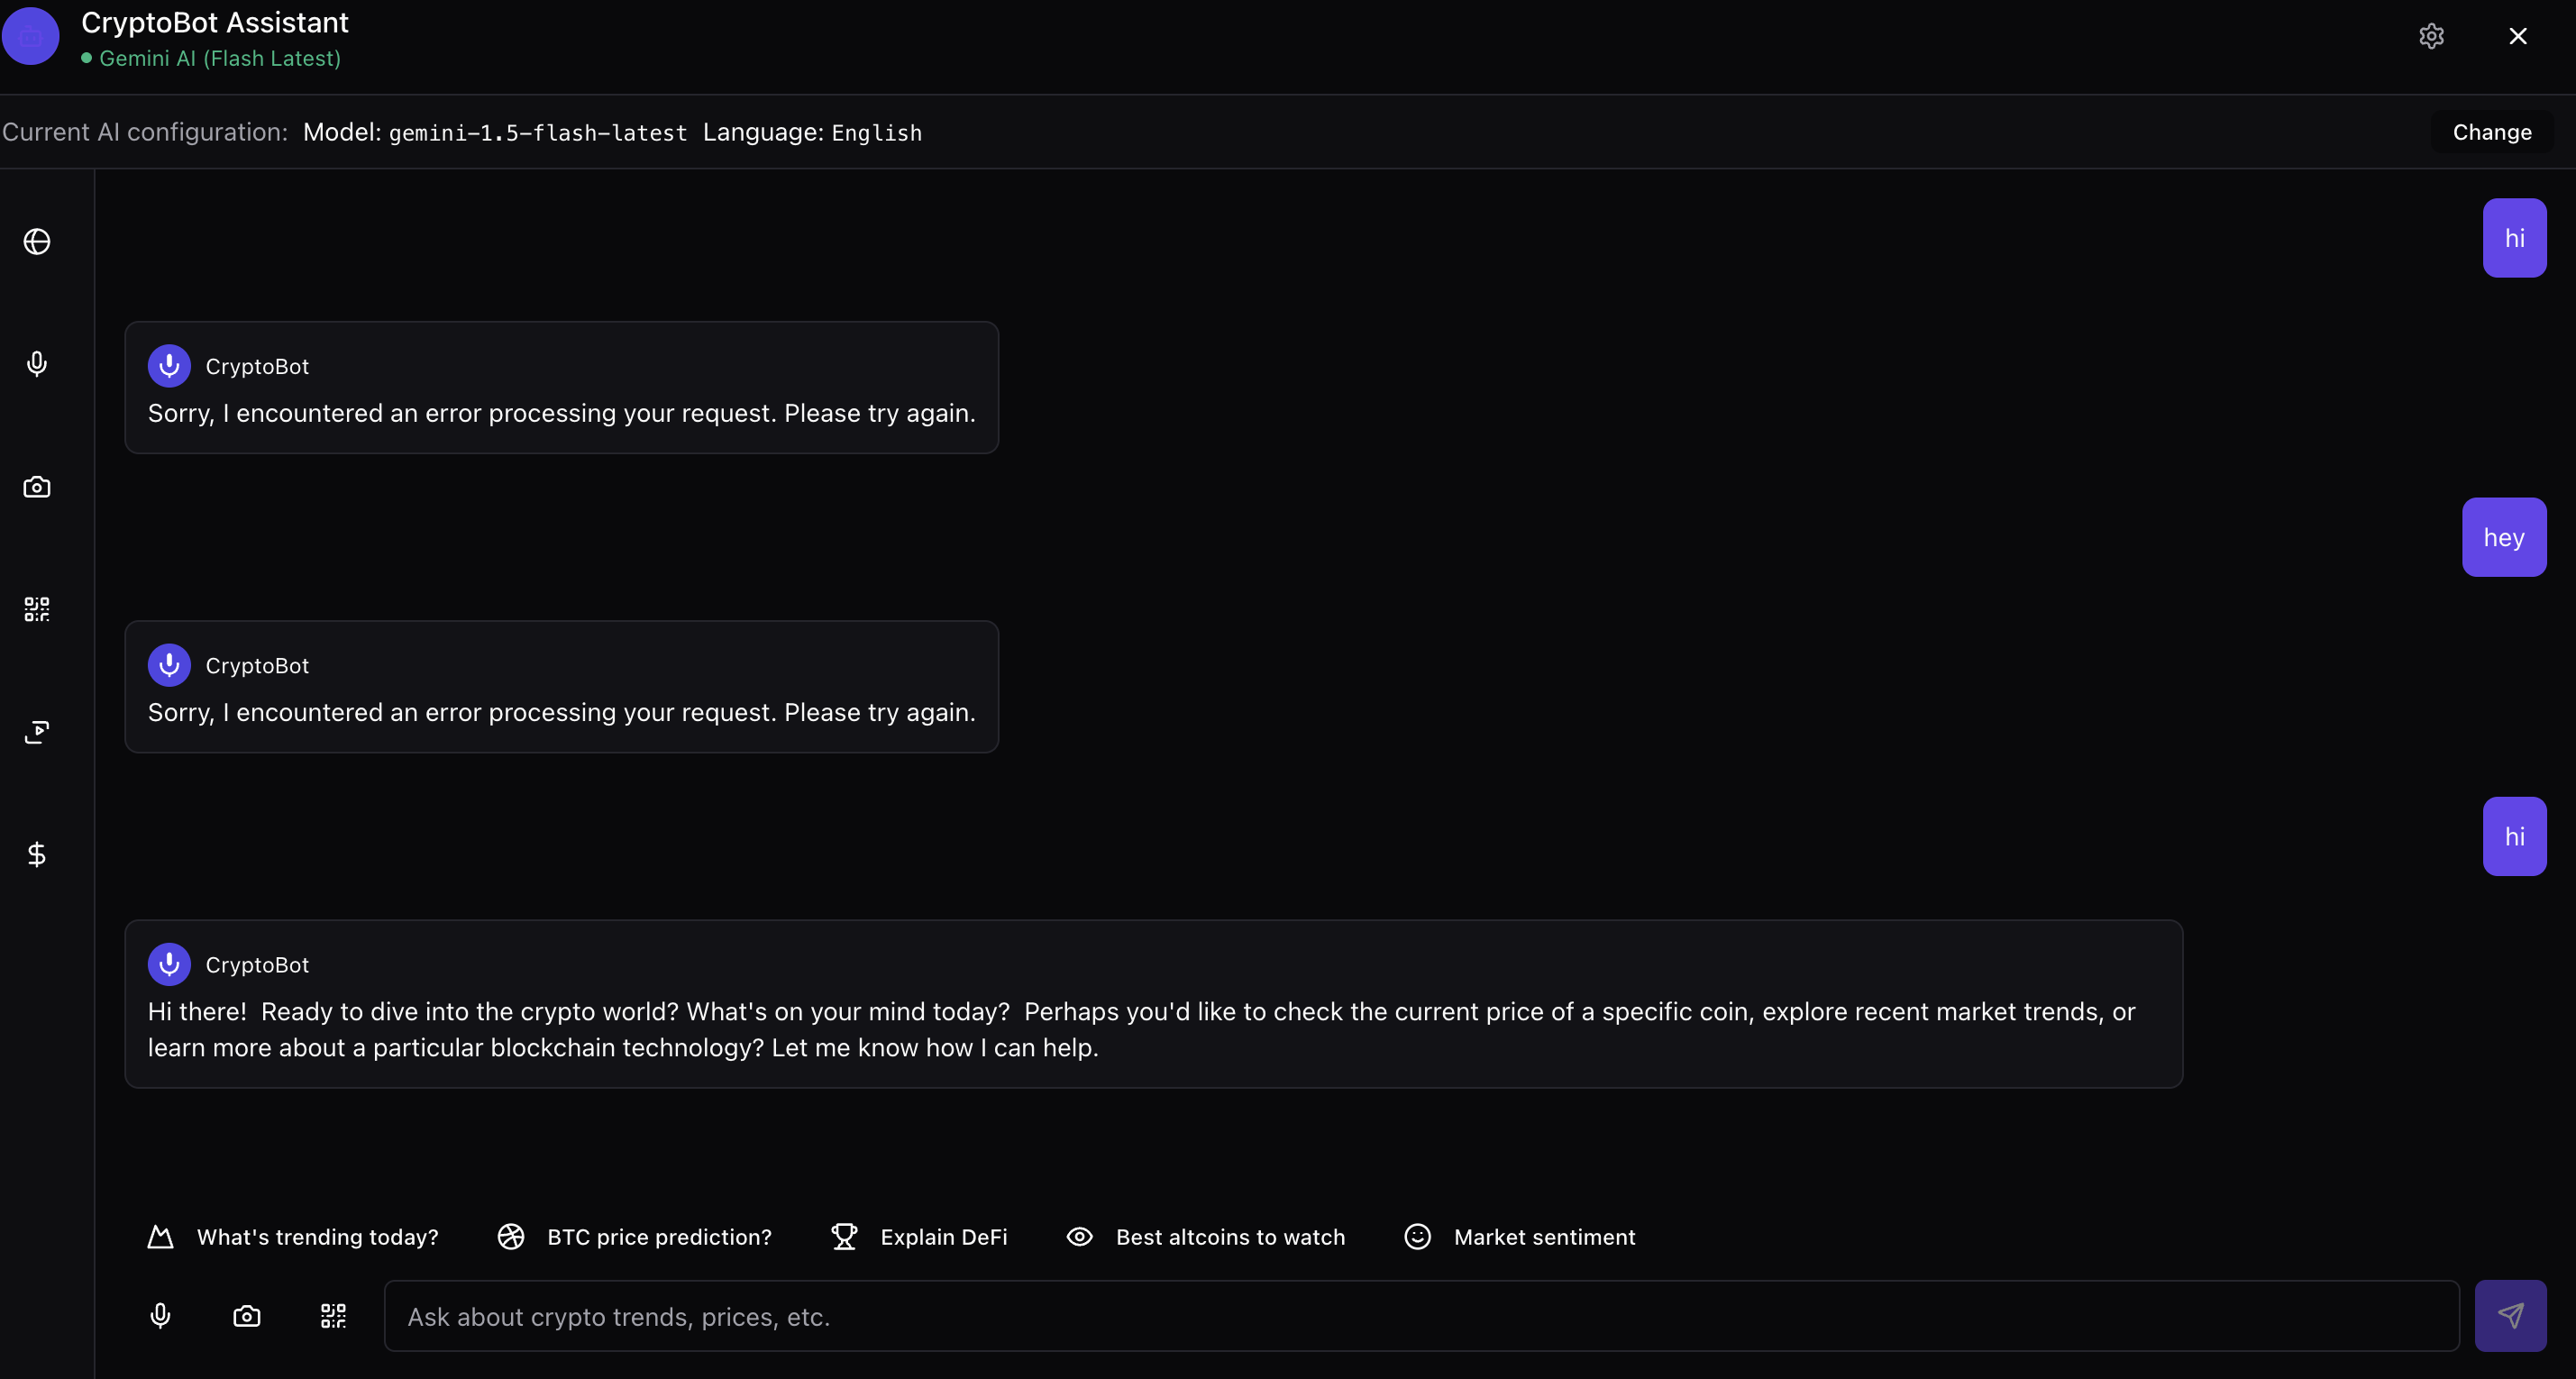 CryptoBot Assistant
Gemini AI (Flash Latest)
Current AI configuration: Model: gemini-1.5-flash-latest Language: English
Change
hi
CryptoBot
Sorry, I encountered an error processing your request. Please try again.
hey
CryptoBot
Sorry, I encountered an error processing your request. Please try again.
hi
CryptoBot
Hi there!  Ready to dive into the crypto world? What's on your mind today?  Perhaps you'd like to check the current price of a specific coin, explore recent market trends, or
learn more about a particular blockchain technology? Let me know how I can help.
What's trending today? BTC price prediction? Explain DeFi Best altcoins to watch Market sentiment
Ask about crypto trends, prices, etc.